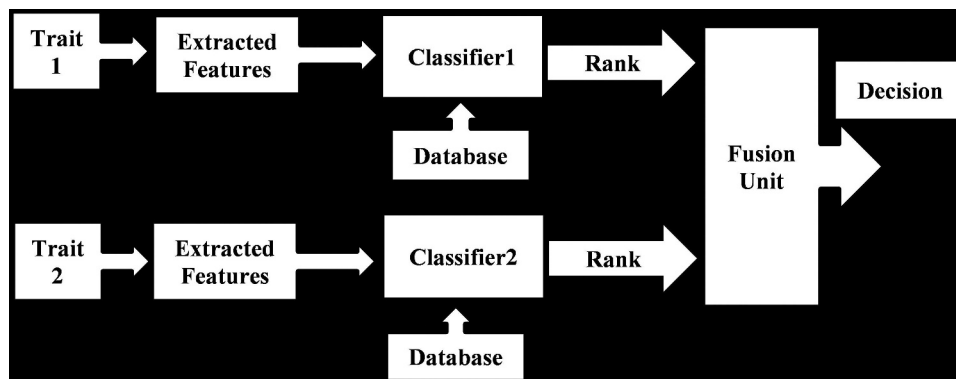 Trait
1
Extracted
Features
Classifier1
Rank
Database
Fusion
Unit
Decision
Trait
2
Extracted
Features
Classifier2
Rank
Database